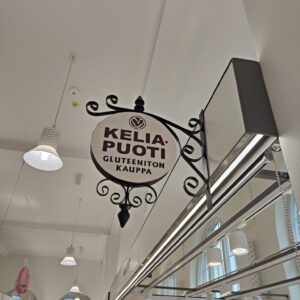 KELIA-
PUOTI
GLUTEENITON
KAUPPA